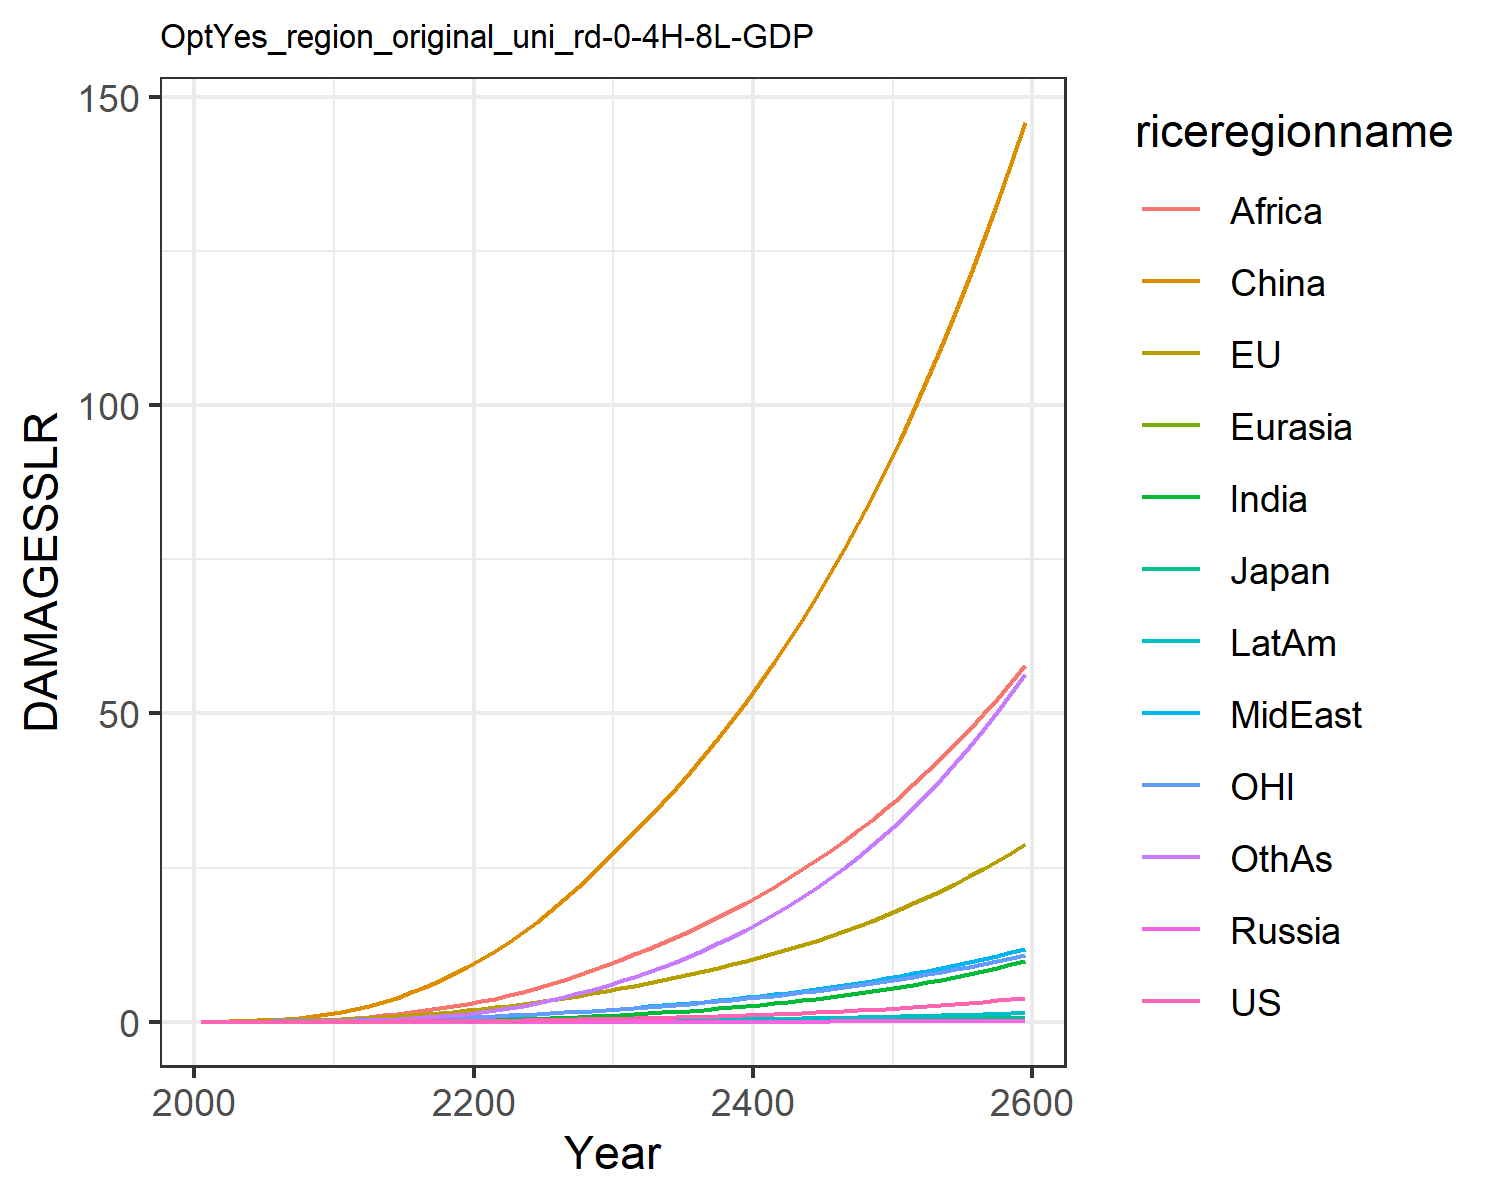 OptYes_region_original_uni_rd-0-4H-8L-GDP
150
100
50
0
DAMAGESSLR
2000
2200
2400
2600
Year
riceregionname
Africa
China
EU
Eurasia
India
Japan
LatAm
MidEast
OHI
OthAs
Russia
US